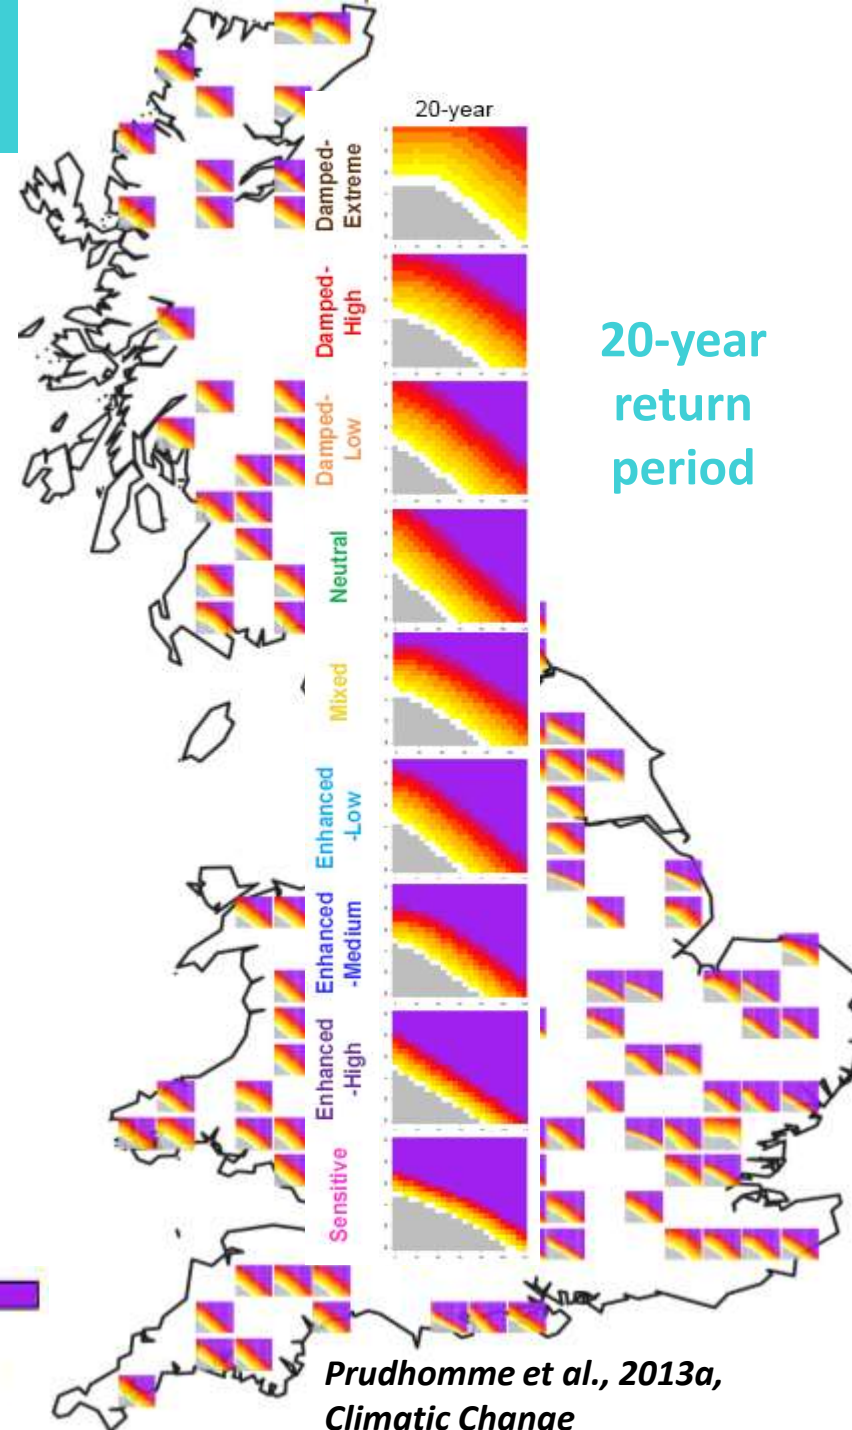 20-year
Damped-
Extreme
Damped-
High
Damped-
Low
Neutral
Mixed
Enhanced
-Low
Enhanced
-Medium
Enhanced
-High
Sensitive
20-year
return
period
Prudhomme et al., 2013a,
Climatic Change